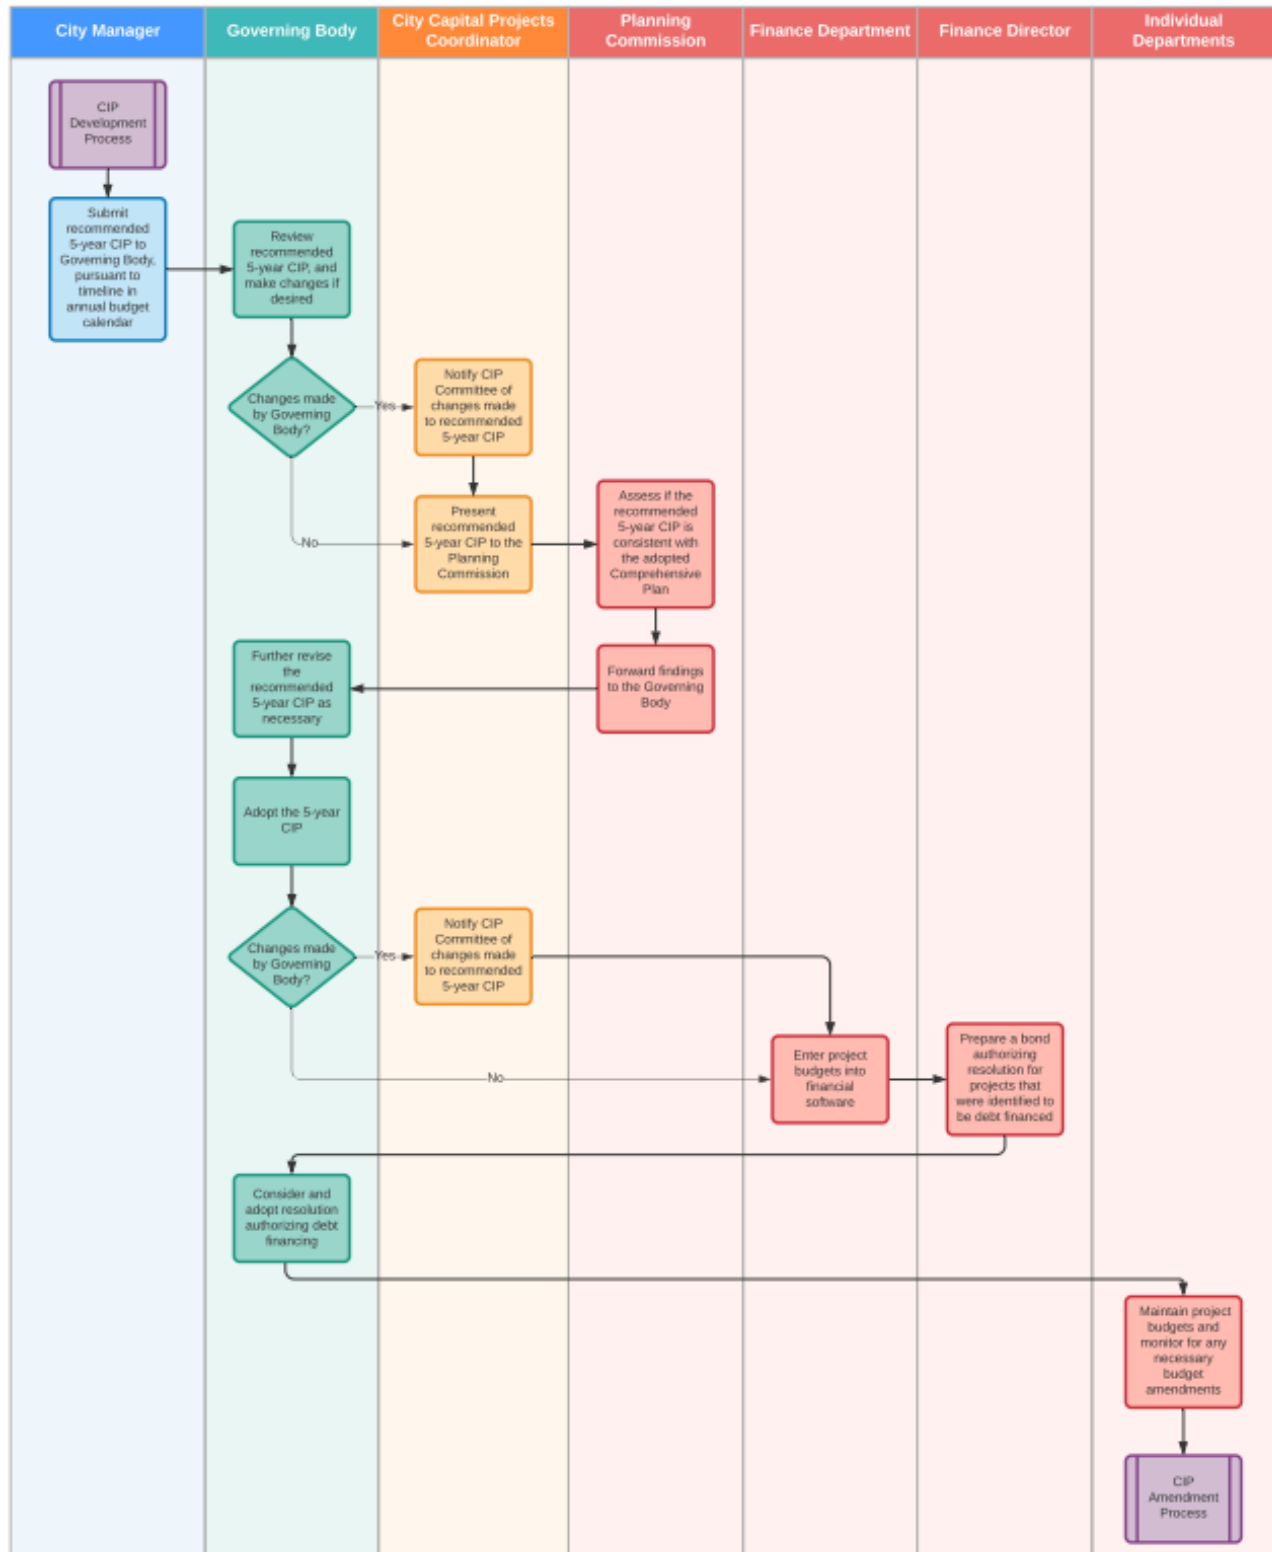 City Manager
Governing Body
City Capital Projects
Coordinator
Planning
Commission
Finance Department
Finance Director
Individual
Departments
CIP
Development
Process
Submit
recommended
5-year CIP to
Governing Body,
pursuant to
timeline in
annual budget
calendar
Review
recommended
5-year CIP, and
make changes if
desired
Changes made
by Governing
Body?
Yes
Notify CIP
Committee of
changes made
to recommended
5-year CIP
No
Present
recommended
5-year CIP to the
Planning
Commission
Assess if the
recommended
5-year CIP is
consistent with
the adopted
Comprehensive
Plan
Forward findings
to the Governing
Body
Further revise
the
recommended
5-year CIP as
necessary
Adopt the 5-year
CIP
Changes made
by Governing
Body?
Yes
Notify CIP
Committee of
changes made
to recommended
5-year CIP
No
Enter project
budgets into
financial
software
Prepare a bond
authorizing
resolution for
projects that
were identified to
be debt financed
Consider and
adopt resolution
authorizing debt
financing
Maintain project
budgets and
monitor for any
necessary
budget
amendments
CIP
Amendment
Process